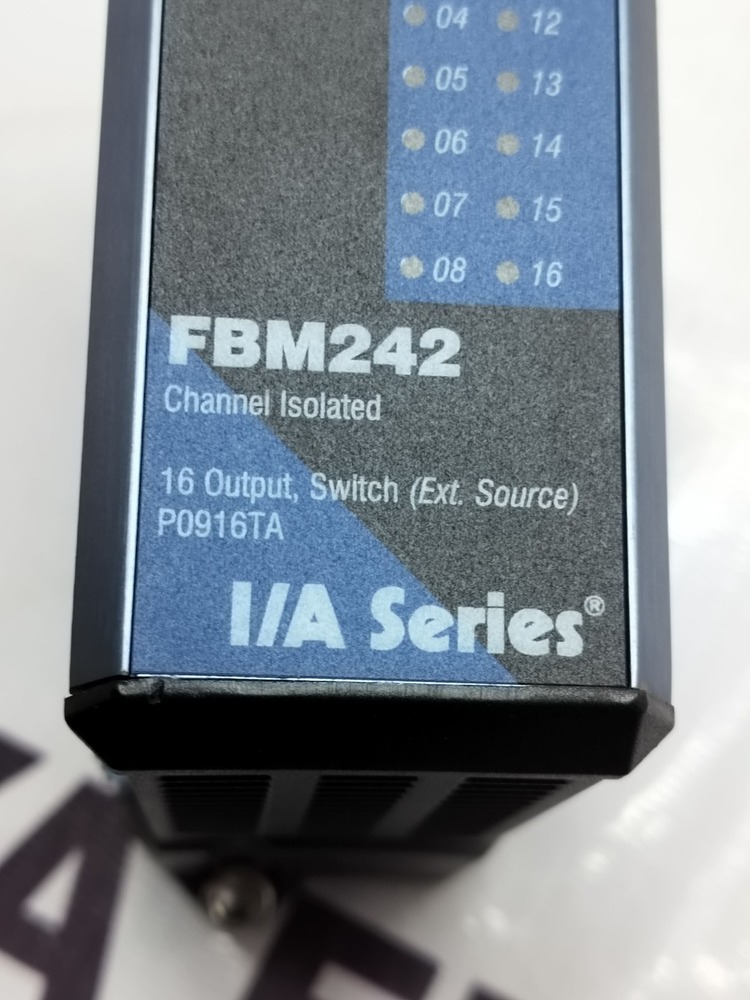 04 12
05 13
06 14
07 15
08 16
FBM242
Channel Isolated
16 Output, Switch (Ext. Source)
P0916TA
I/A Series®